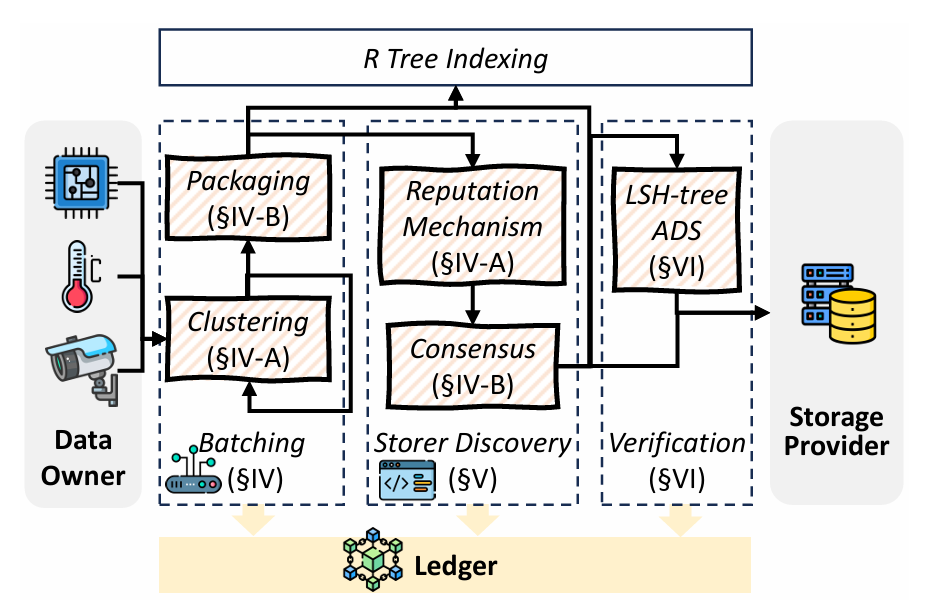 R Tree Indexing
Packaging
(§IV-B)
Clustering
(§IV-A)
Batching
(§IV)
Reputation
Mechanism
(§IV-A)
Consensus
(§IV-B)
Storer Discovery
(§V)
LSH-tree
ADS
(§VI)
Verification
(§VI)
Data
Owner
°C
Storage
Provider
</>
Ledger